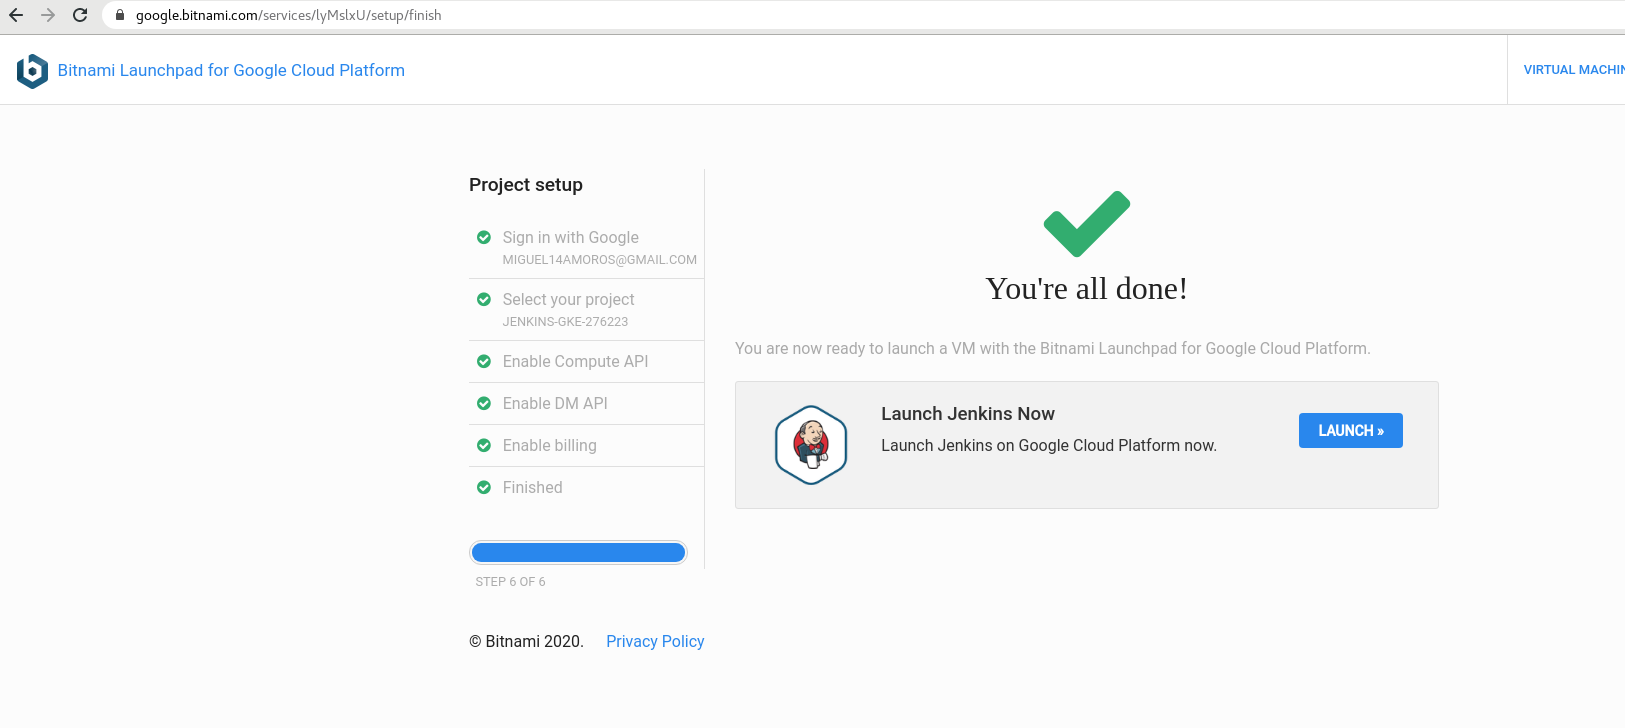 google.bitnami.com/services/lyMslxU/setup/finish
Bitnami Launchpad for Google Cloud Platform
VIRTUAL MACHIN
Project setup
Sign in with Google
MIGUEL14AMOROS@GMAIL.COM
Select your project
JENKINS-GKE-276223
Enable Compute API
Enable DM API
Enable billing
Finished
STEP 6 OF 6
You're all done!
You are now ready to launch a VM with the Bitnami Launchpad for Google Cloud Platform.
Launch Jenkins Now
Launch Jenkins on Google Cloud Platform now.
LAUNCH »
© Bitnami 2020. Privacy Policy